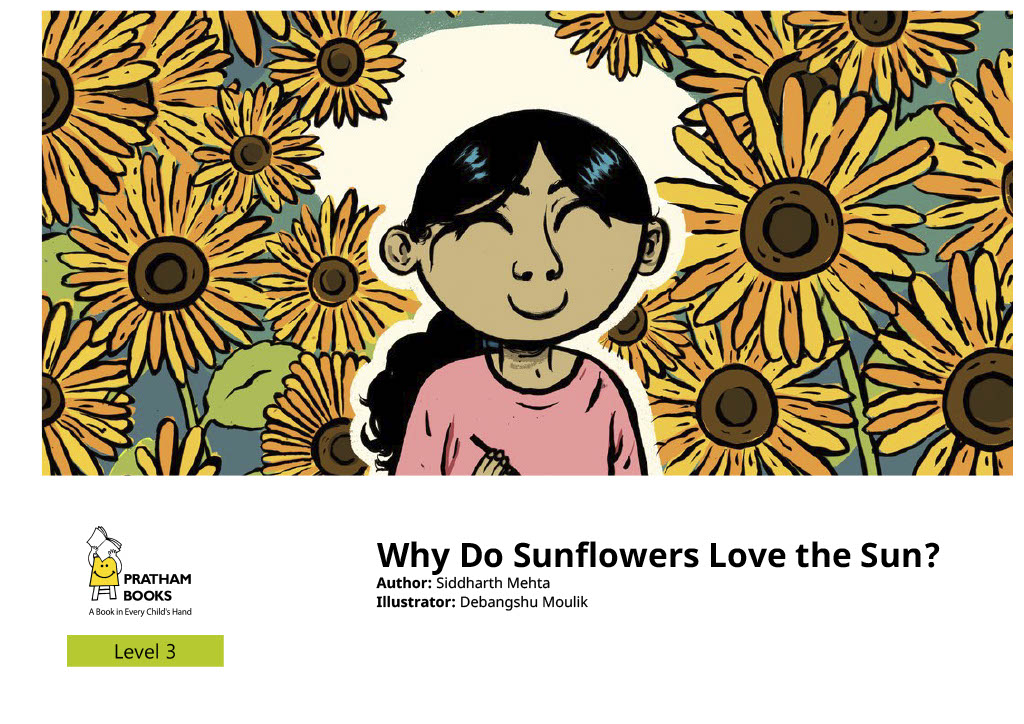 Why Do Sunflowers Love the Sun?
Author: Siddharth Mehta
Illustrator: Debangshu Moulik
PRATHAM
BOOKS
A Book in Every Child's Hand
Level 3